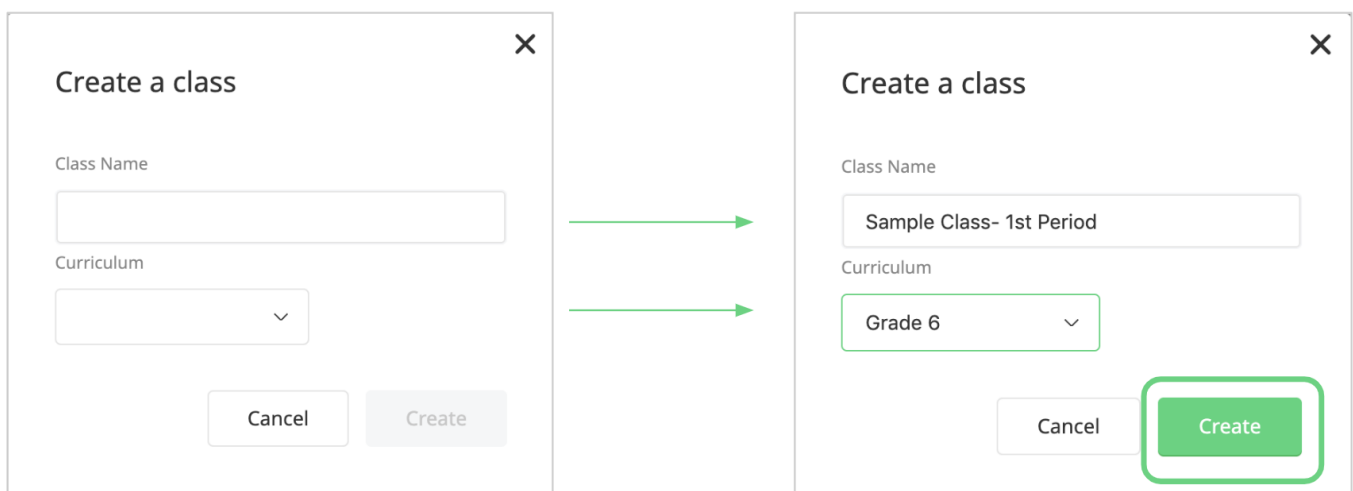 Create a class
Class Name
Curriculum
Cancel
Create
Create a class
Class Name
Sample Class- 1st Period
Curriculum
Grade 6
Cancel
Create